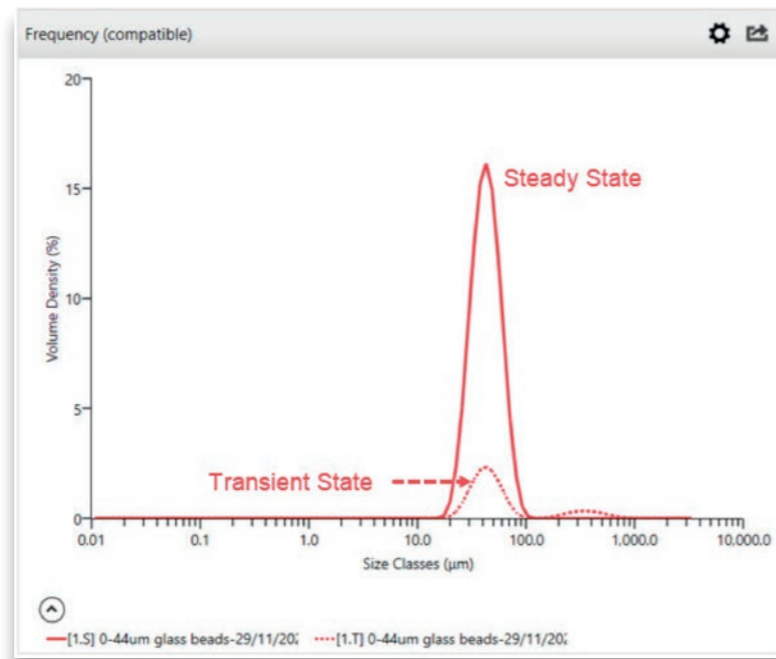 Frequency (compatible)
20
15
10
5
0
Volume Density (%)
Steady State
Transient State
0.01 0.1 1.0 10.0 100.0 1,000.0 10,000.0
Size Classes (µm)
[1.S] 0-44um glass beads-29/11/202 [1.T] 0-44um glass beads-29/11/202